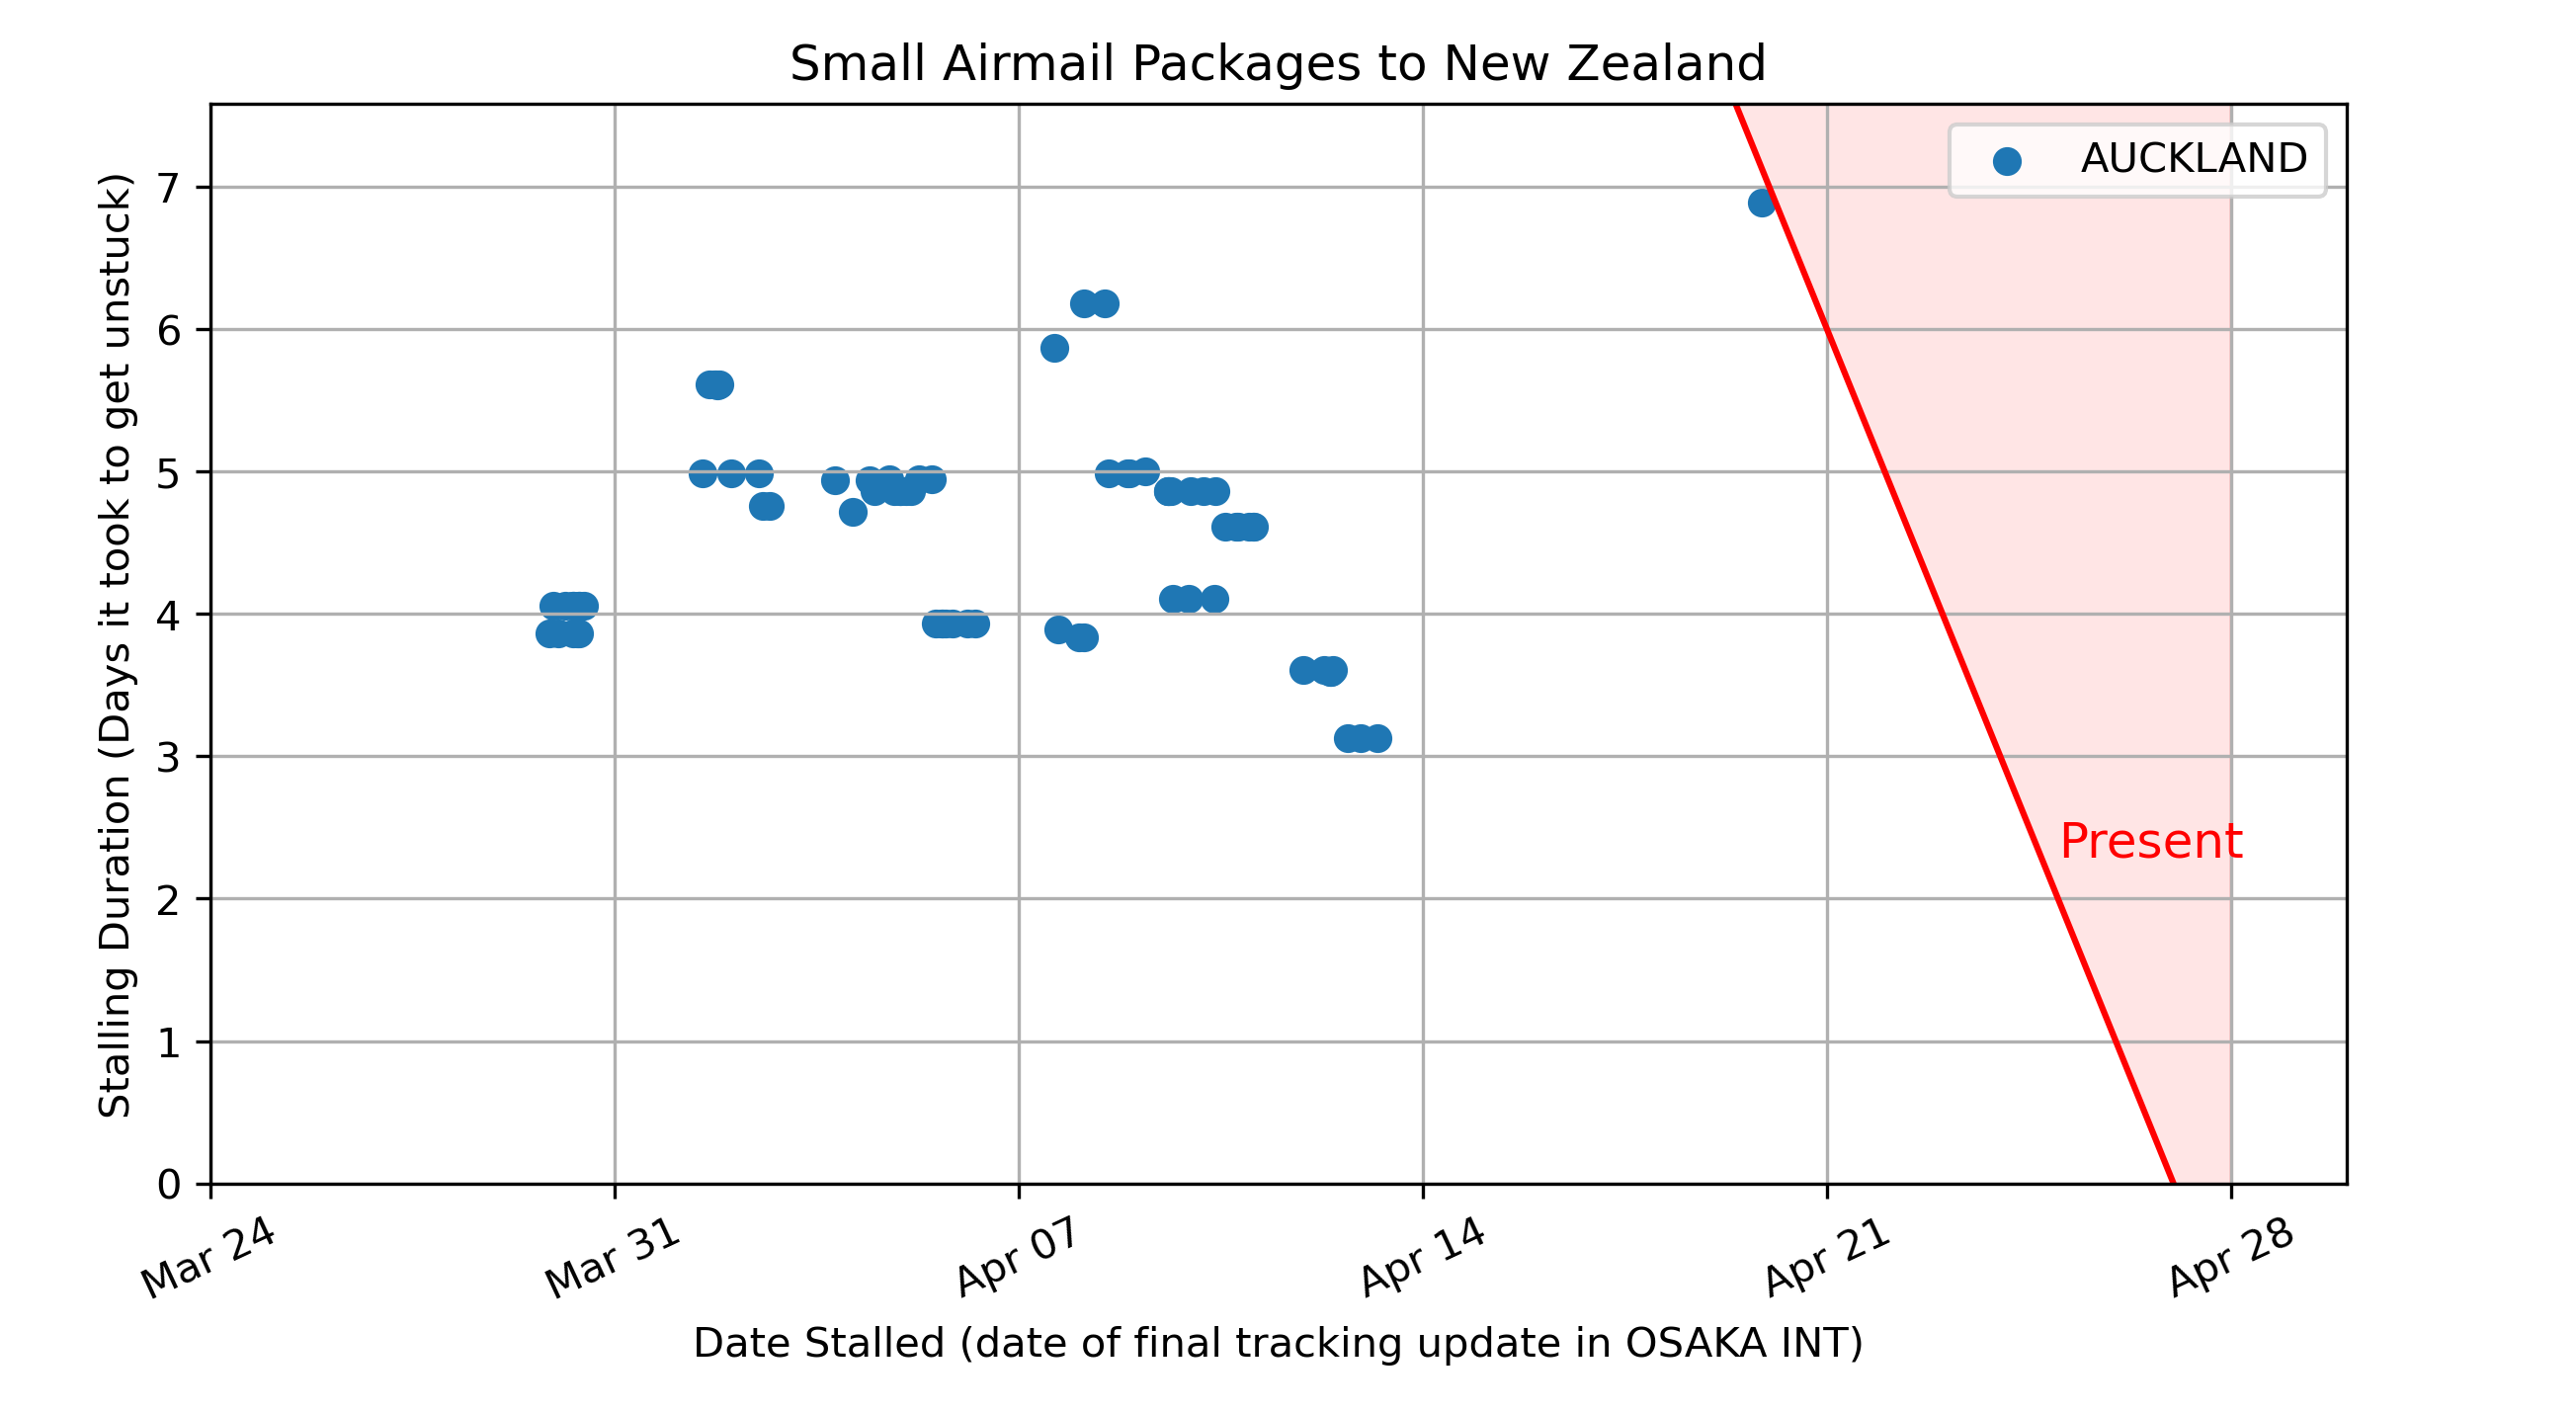 Small Airmail Packages to New Zealand
AUCKLAND
Stalling Duration (Days it took to get unstuck)
7
6
5
4
3
2
1
0
Present
Mar 24
Mar 31
Apr 07
Apr 14
Apr 21
Apr 28
Date Stalled (date of final tracking update in OSAKA INT)